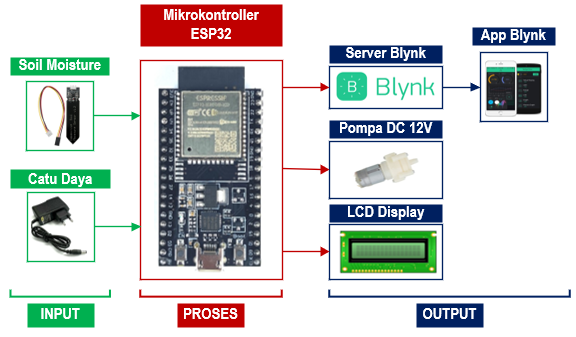 Mikrokontroller
ESP32
Soil Moisture
Catu Daya
Server Blynk
B Blynk
App Blynk
Pompa DC 12V
LCD Display
INPUT
PROSES
OUTPUT